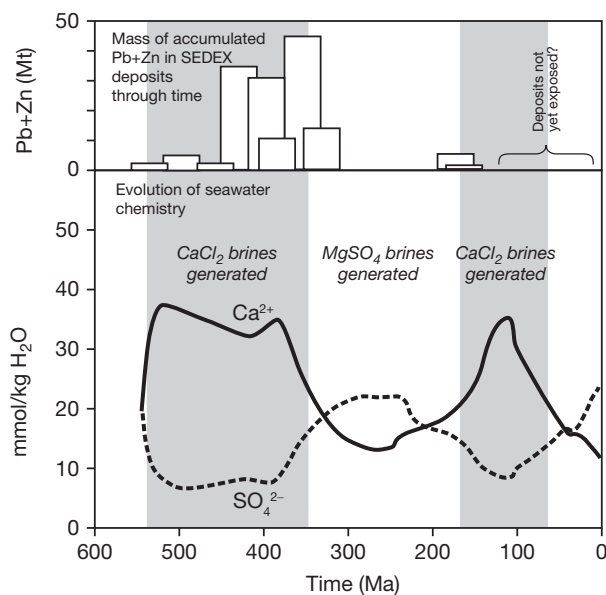 Pb+Zn (Mt)
50
0
Mass of accumulated
Pb+Zn in SEDEX
deposits
through time
Deposits not
yet exposed?
Evolution of seawater
chemistry
mmol/kg H₂O
50
40
30
20
10
0
CaCl₂ brines
generated
MgSO₄ brines
generated
CaCl₂ brines
generated
Ca²⁺
SO₄²⁻
600
500
400
300
200
100
0
Time (Ma)